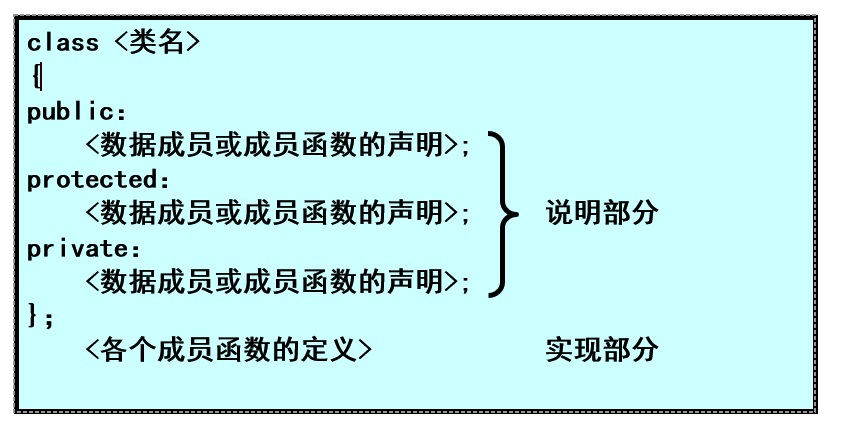 class <类名>
{
public:
<数据成员或成员函数的声明>;
protected:
<数据成员或成员函数的声明>; 说明部分
private:
<数据成员或成员函数的声明>;
};
<各个成员函数的定义> 实现部分